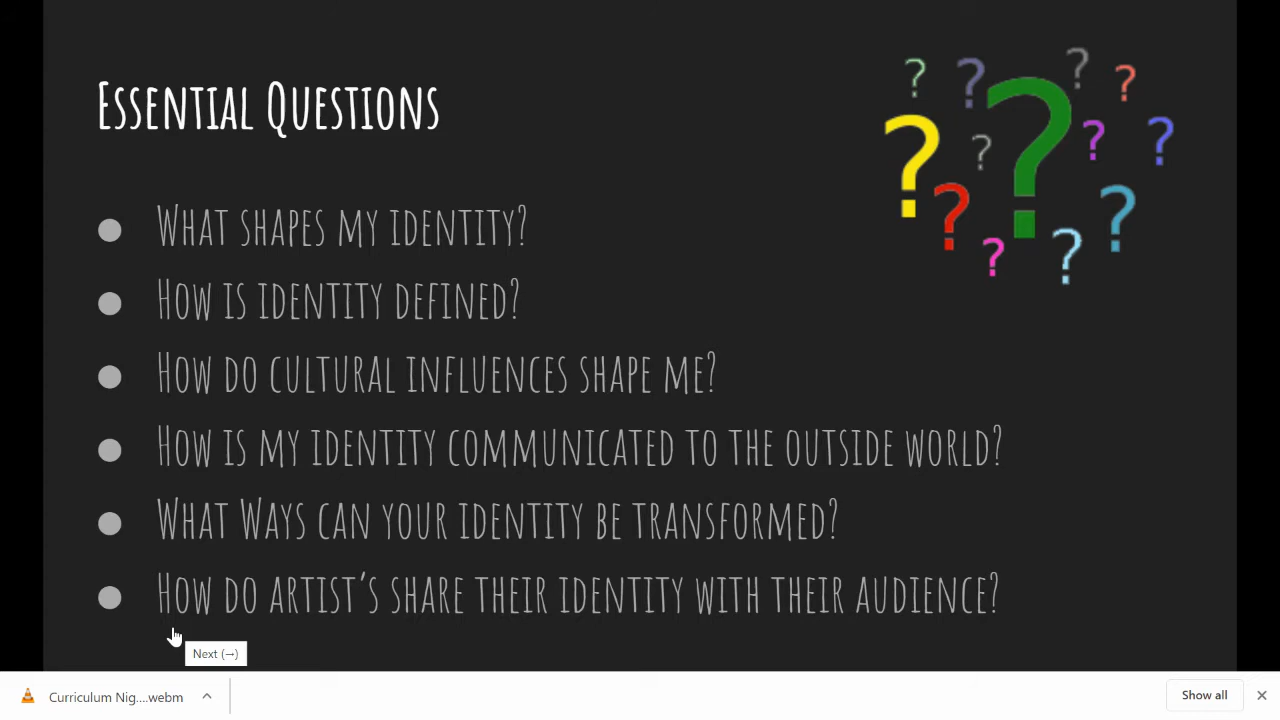 Essential Questions
What shapes my identity?
How is identity defined?
How do cultural influences shape me?
How is my identity communicated to the outside world?
What Ways can your identity be transformed?
How do artist's share their identity with their audience?
? ? ? ? ? ? ? ? ? ? ? ? ?
Next (→)
Curriculum Nig....webm
Show all